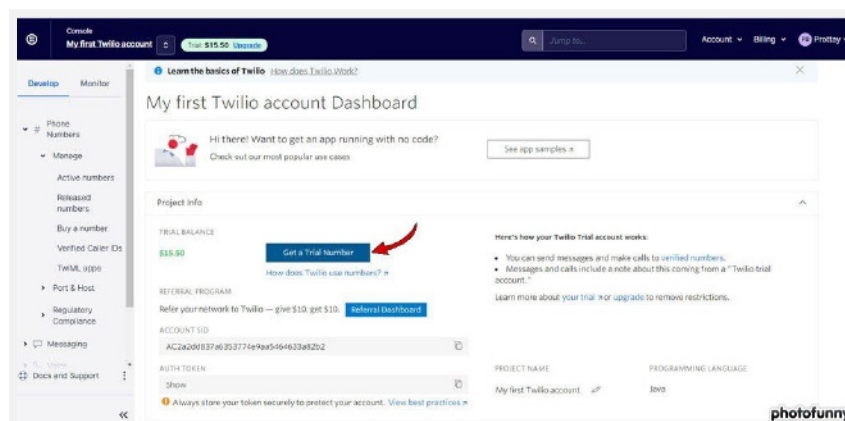 Console
My first Twilio account
Trial: $15.50 Upgrade
Jump to...
Account
Billing
Prottay
Develop
Monitor
Learn the basics of Twilio How does Twilio Work?
My first Twilio account Dashboard
Hi there! Want to get an app running with no code?
Check out our most popular use cases
See app samples
# Phone Numbers
Manage
Active numbers
Released numbers
Buy a number
Verified Caller IDs
TwiML apps
Port & Host
Regulatory Compliance
Messaging
Docs and Support
Project Info
TRIAL BALANCE
$15.50
Get a Trial Number
How does Twilio use numbers?
REFERRAL PROGRAM
Refer your network to Twilio — give $10, get $10. Referral Dashboard
ACCOUNT SID
AUTH TOKEN
Show
Always store your token securely to protect your account. View best practices
Here's how your Twilio Trial account works:
• You can send messages and make calls to verified numbers.
• Messages and calls include a note about this coming from a "Twilio trial
account."
Learn more about your trial or upgrade to remove restrictions.
PROJECT NAME
My first Twilio account
PROGRAMMING LANGUAGE
Java
photofunny